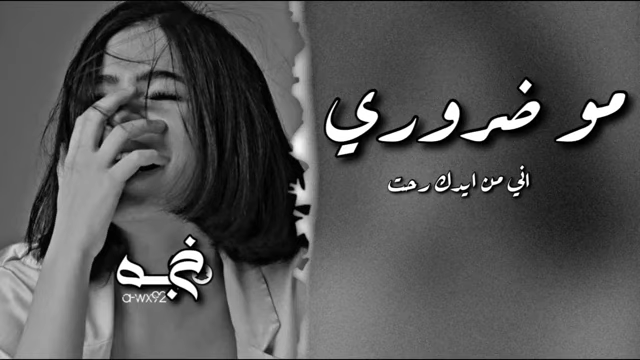 مو ضروري
اني من ايدك رحت
نجمه
a-wx92